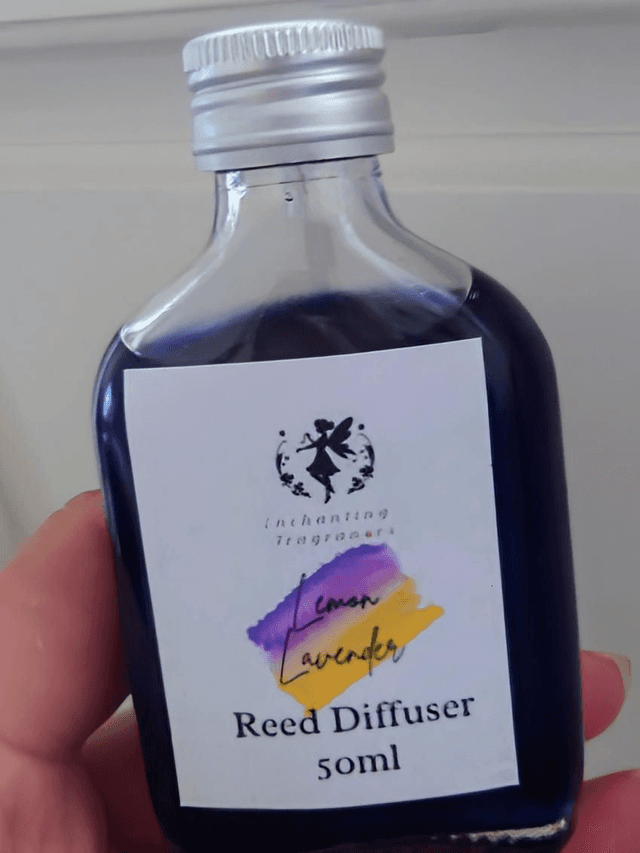 Enchanting
Fragrances
Lemon
Lavender
Reed Diffuser
50ml